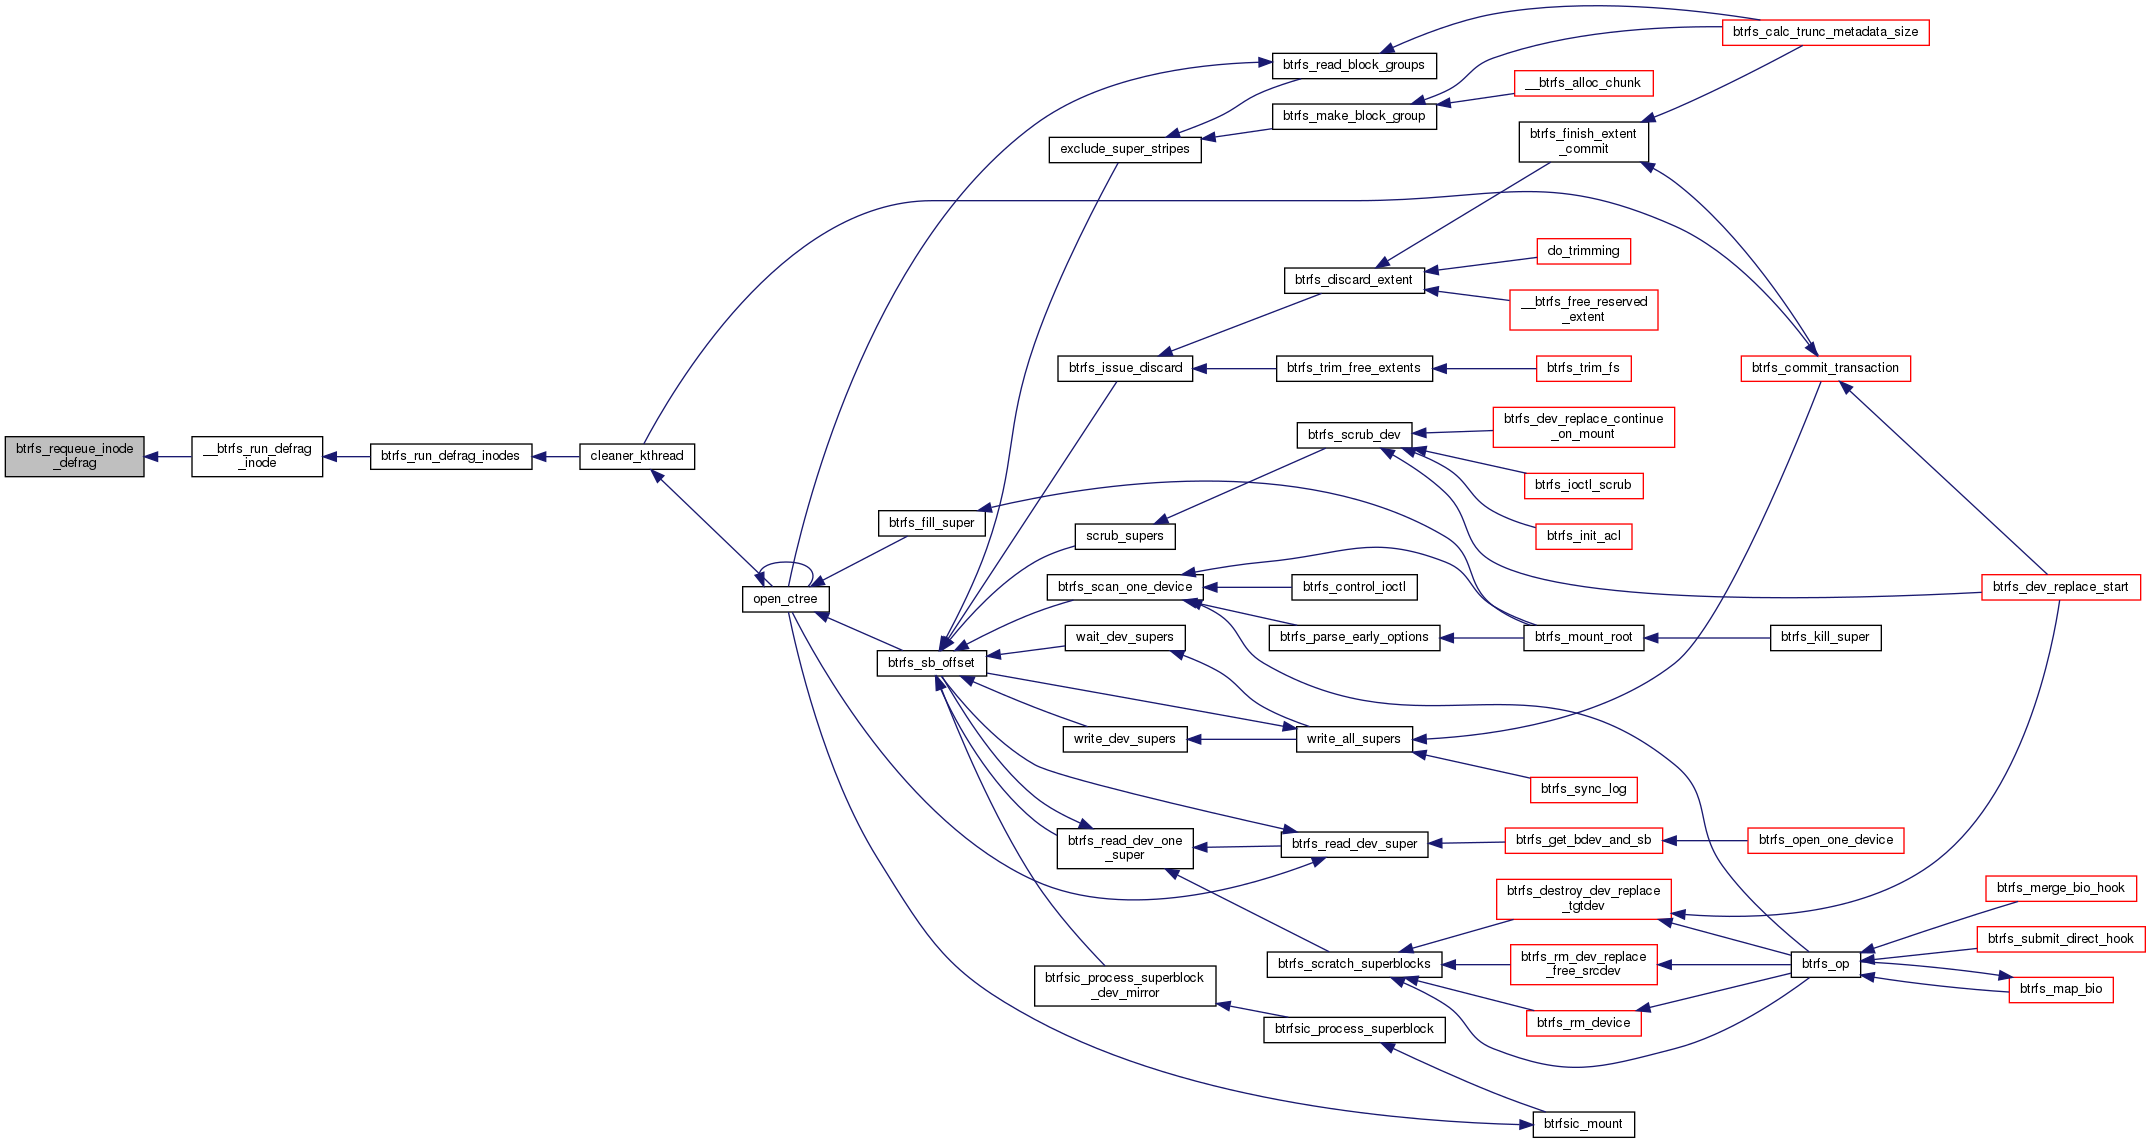 btrfs_requeue_inode
_defrag
__btrfs_run_defrag
_inode
btrfs_run_defrag_inodes
cleaner_kthread
open_ctree
btrfs_fill_super
btrfs_sb_offset
exclude_super_stripes
btrfs_issue_discard
scrub_supers
btrfs_scan_one_device
wait_dev_supers
write_dev_supers
btrfs_read_dev_one
_super
btrfsic_process_superblock
_dev_mirror
btrfs_read_block_groups
btrfs_make_block_group
btrfs_discard_extent
btrfs_trim_free_extents
btrfs_scrub_dev
btrfs_control_ioctl
btrfs_parse_early_options
write_all_supers
btrfs_read_dev_super
btrfs_scratch_superblocks
btrfsic_process_superblock
__btrfs_alloc_chunk
btrfs_finish_extent
_commit
do_trimming
__btrfs_free_reserved
_extent
btrfs_trim_fs
btrfs_dev_replace_continue
_on_mount
btrfs_ioctl_scrub
btrfs_init_acl
btrfs_mount_root
btrfs_sync_log
btrfs_get_bdev_and_sb
btrfs_destroy_dev_replace
_tgtdev
btrfs_rm_dev_replace
_free_srcdev
btrfs_rm_device
btrfsic_mount
btrfs_calc_trunc_metadata_size
btrfs_commit_transaction
btrfs_kill_super
btrfs_open_one_device
btrfs_op
btrfs_dev_replace_start
btrfs_merge_bio_hook
btrfs_submit_direct_hook
btrfs_map_bio